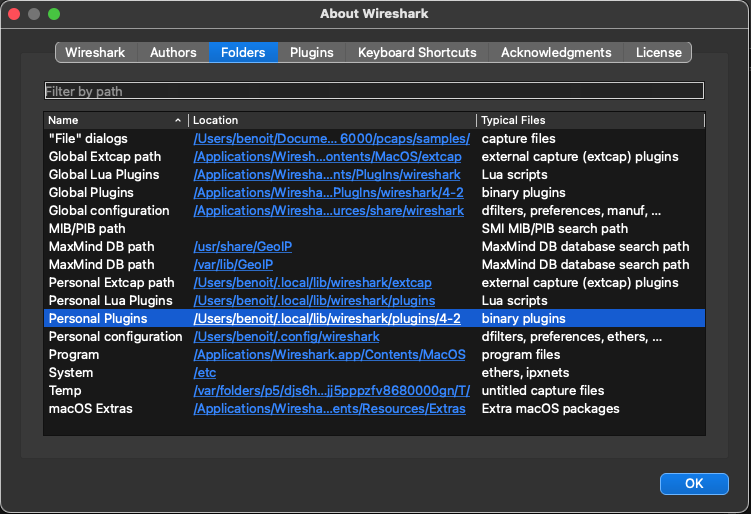 About Wireshark
Wireshark Authors Folders Plugins Keyboard Shortcuts Acknowledgments License
Filter by path
Name Location Typical Files
"File" dialogs /Users/benoit/Docume... 6000/pcaps/samples/ capture files
Global Extcap path /Applications/Wiresh...ontents/MacOS/extcap external capture (extcap) plugins
Global Lua Plugins /Applications/Wiresha...nts/PlugIns/wireshark Lua scripts
Global Plugins /Applications/Wiresha...PlugIns/wireshark/4-2 binary plugins
Global configuration /Applications/Wiresha...urces/share/wireshark dfilters, preferences, manuf, ...
MIB/PIB path SMI MIB/PIB search path
MaxMind DB path /usr/share/GeoIP MaxMind DB database search path
MaxMind DB path /var/lib/GeoIP MaxMind DB database search path
Personal Extcap path /Users/benoit/.local/lib/wireshark/extcap external capture (extcap) plugins
Personal Lua Plugins /Users/benoit/.local/lib/wireshark/plugins Lua scripts
Personal Plugins /Users/benoit/.local/lib/wireshark/plugins/4-2 binary plugins
Personal configuration /Users/benoit/.config/wireshark dfilters, preferences, ethers, ...
Program /Applications/Wireshark.app/Contents/MacOS program files
System /etc ethers, ipxnets
Temp /var/folders/p5/djs6h...jj5pppzfv8680000gn/T/ untitled capture files
macOS Extras /Applications/Wiresha...ents/Resources/Extras Extra macOS packages
OK